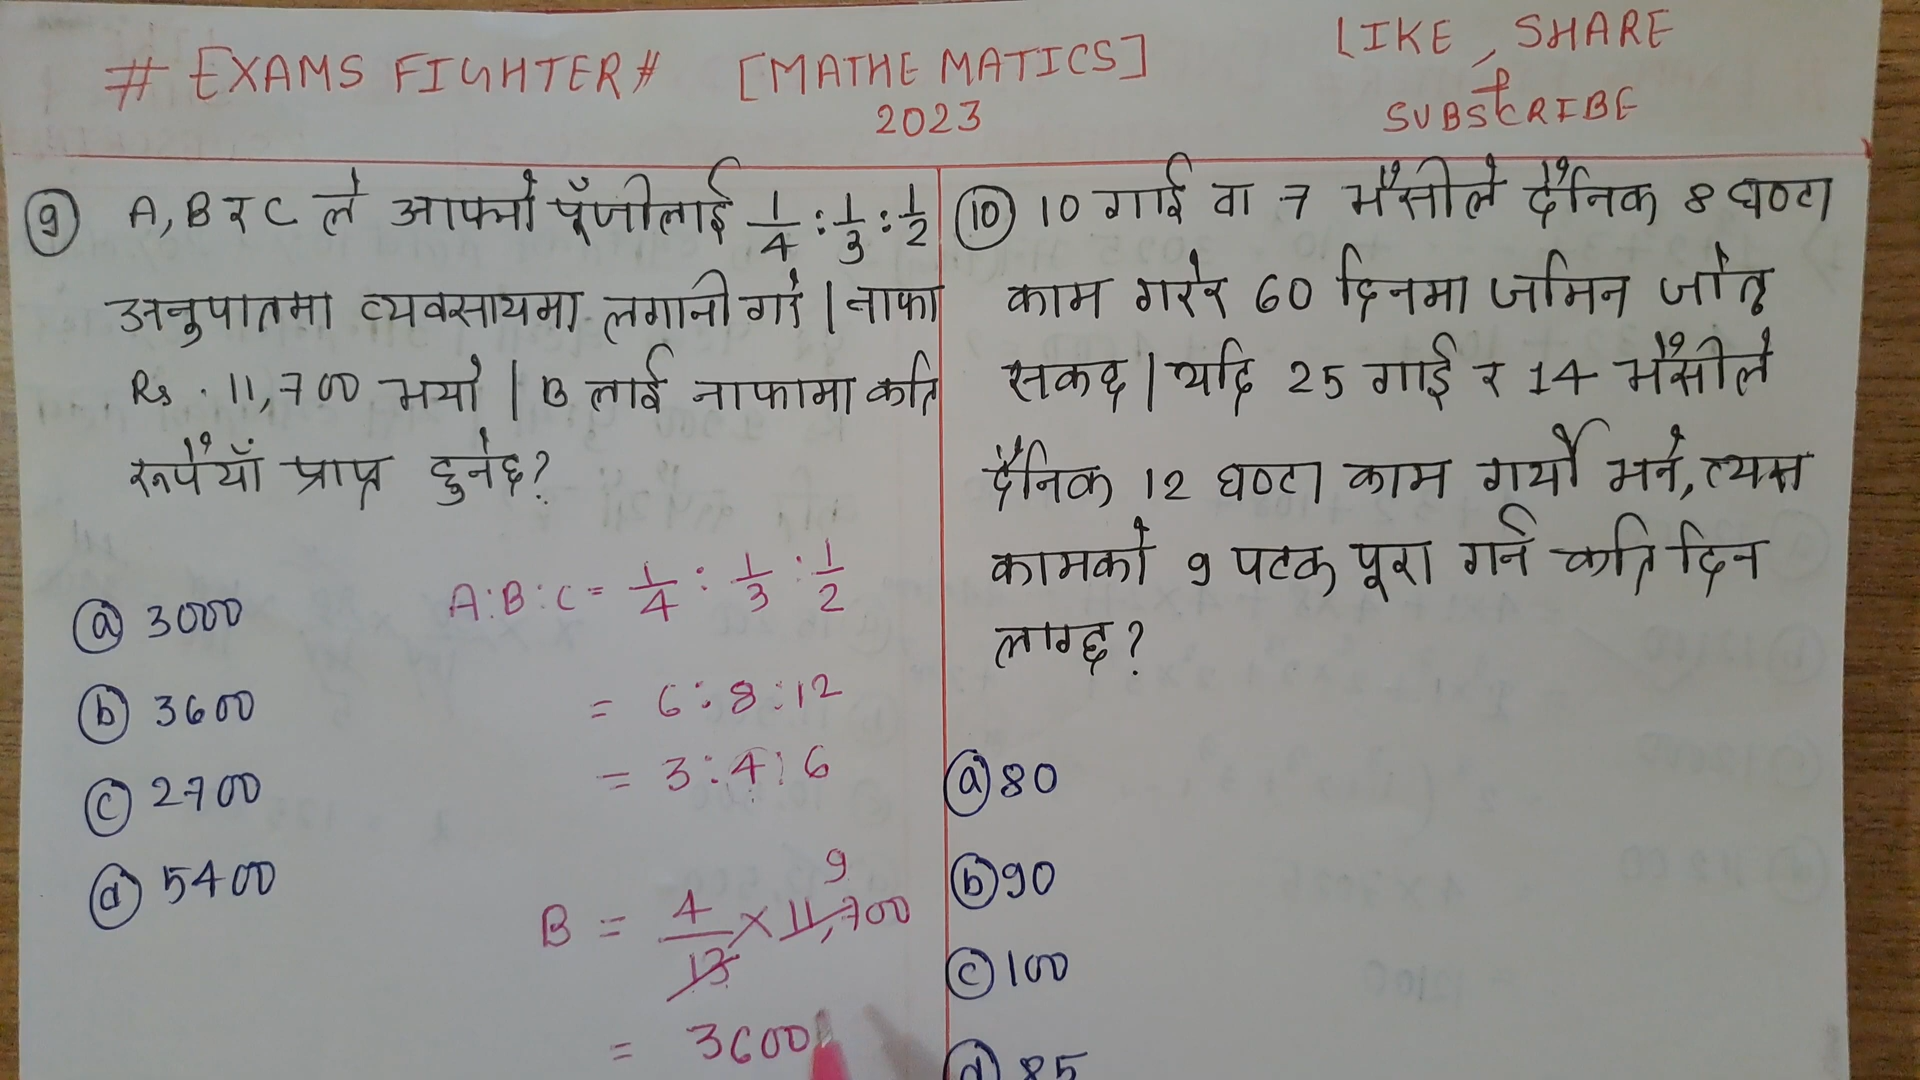 # EXAMS FIGHTER # [MATHEMATICS] 2023
LIKE, SHARE
&
SUBSCRIBE
9 A, B र C ले आफ्नो पूँजीलाई 1/4 : 1/3 : 1/2
अनुपातमा व्यवसायमा लगानी गरे | नाफा
Rs. 11,700 भयो | B लाई नाफामा कति
रूपैयाँ प्राप्त हुनेछ?
a 3000
b 3600
c 2700
d 5400
A:B:C = 1/4 : 1/3 : 1/2
= 6:8:12
= 3:4:6
9
B = 4/13 × 11,700
= 3600
10 10 गाई वा 7 भैंसीले दैनिक 8 घण्टा
काम गरेर 60 दिनमा जमिन जोत्न
सकछ | यदि 25 गाई र 14 भैंसीले
दैनिक 12 घण्टा काम गर्यो भने, त्यस
कामको 9 पटक पूरा गर्न कति दिन
लाग्छ?
a 80
b 90
c 100
d 85